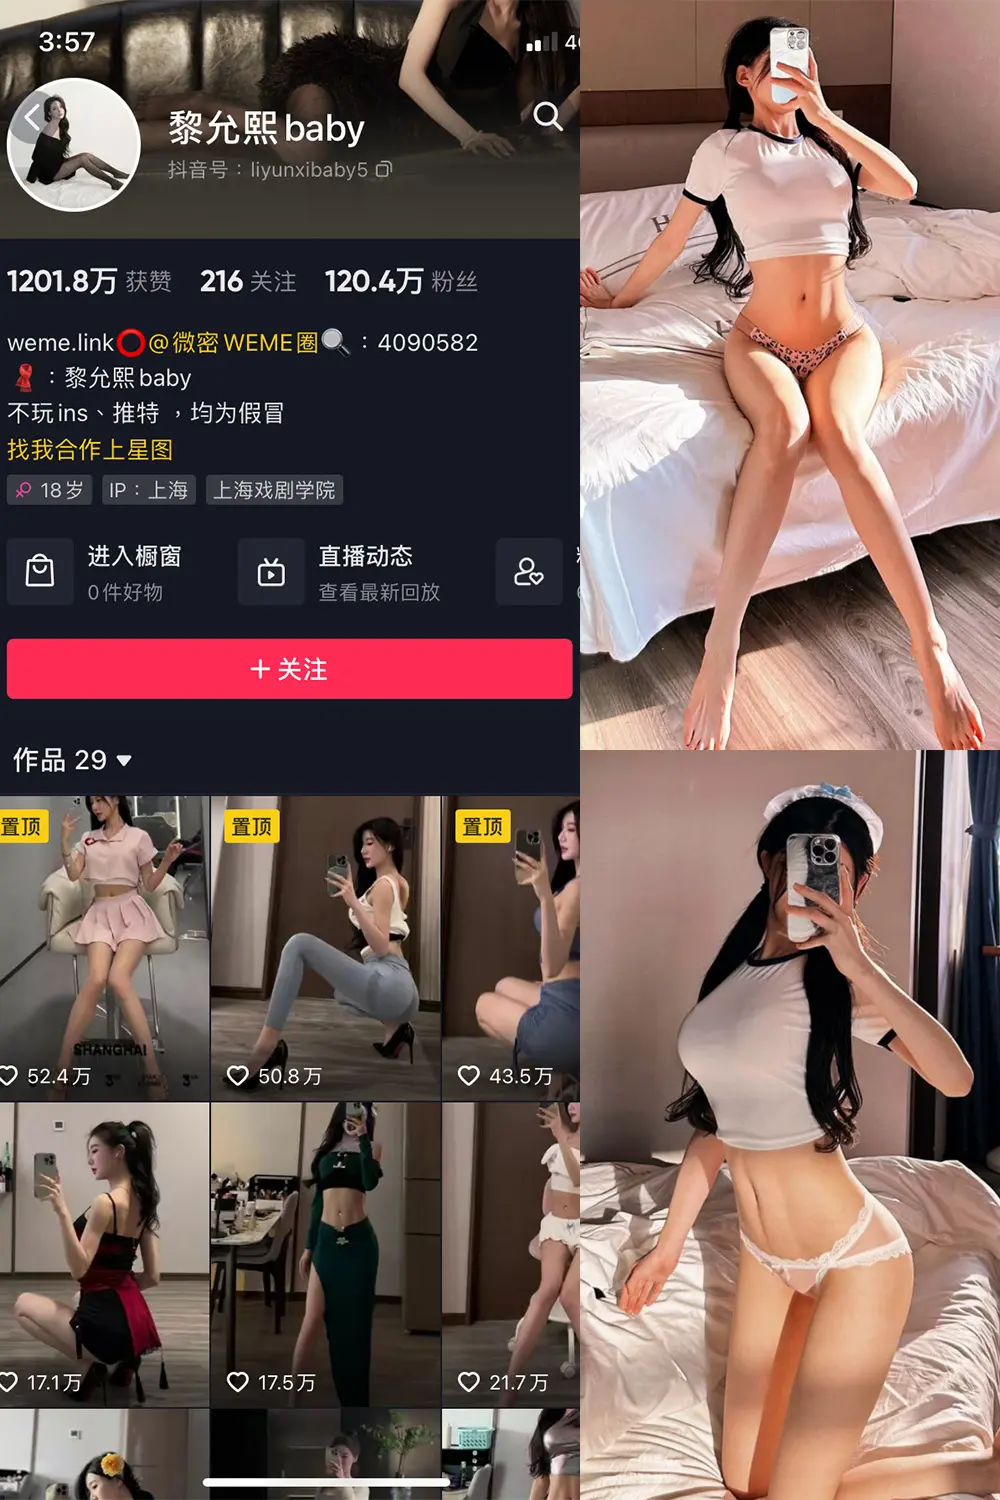 3:57
黎允熙baby
抖音号：liyunxibaby5
1201.8万 获赞 216 关注 120.4万 粉丝
weme.link⭕@微密WEME圈🔍：4090582
：黎允熙baby
不玩ins、推特，均为假冒
找我合作上星图
18岁 IP：上海 上海戏剧学院
进入橱窗 直播动态
0件好物 查看最新回放
+ 关注
作品 29
置顶 置顶 置顶
SHANGHAI
52.4万 50.8万 43.5万
17.1万 17.5万 21.7万